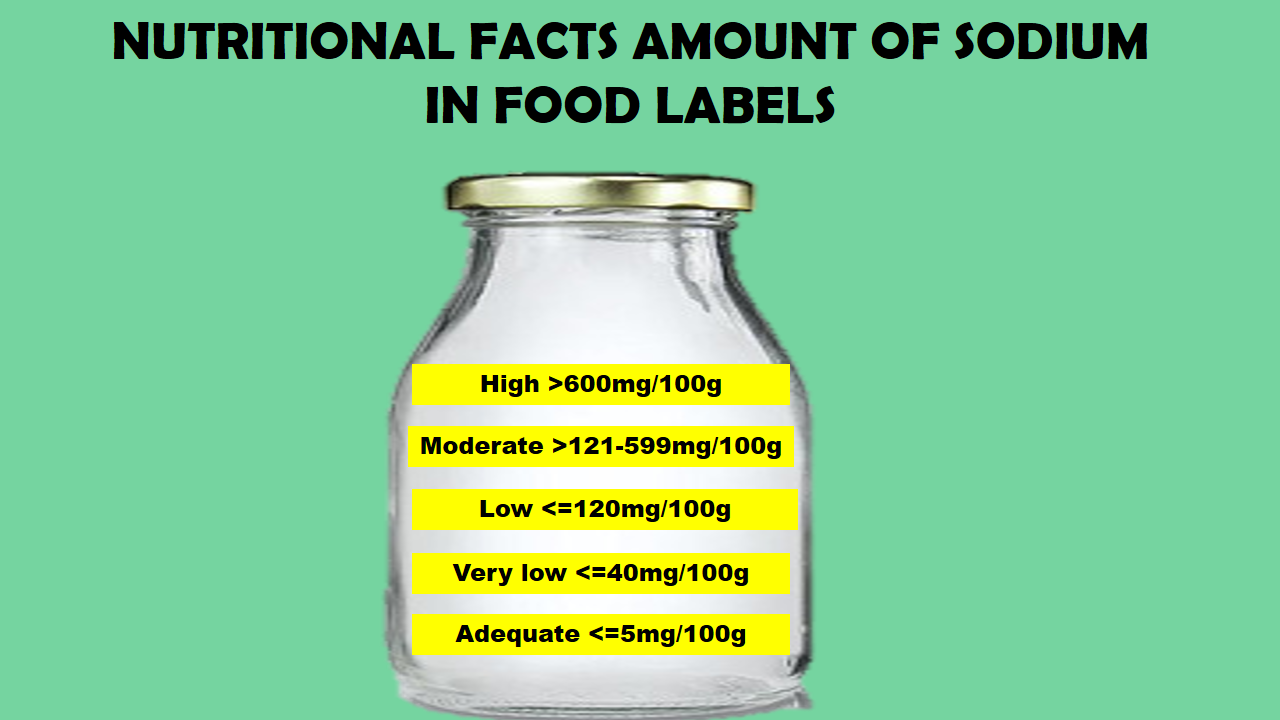 NUTRITIONAL FACTS AMOUNT OF SODIUM
IN FOOD LABELS
High >600mg/100g
Moderate >121-599mg/100g
Low <=120mg/100g
Very low <=40mg/100g
Adequate <=5mg/100g